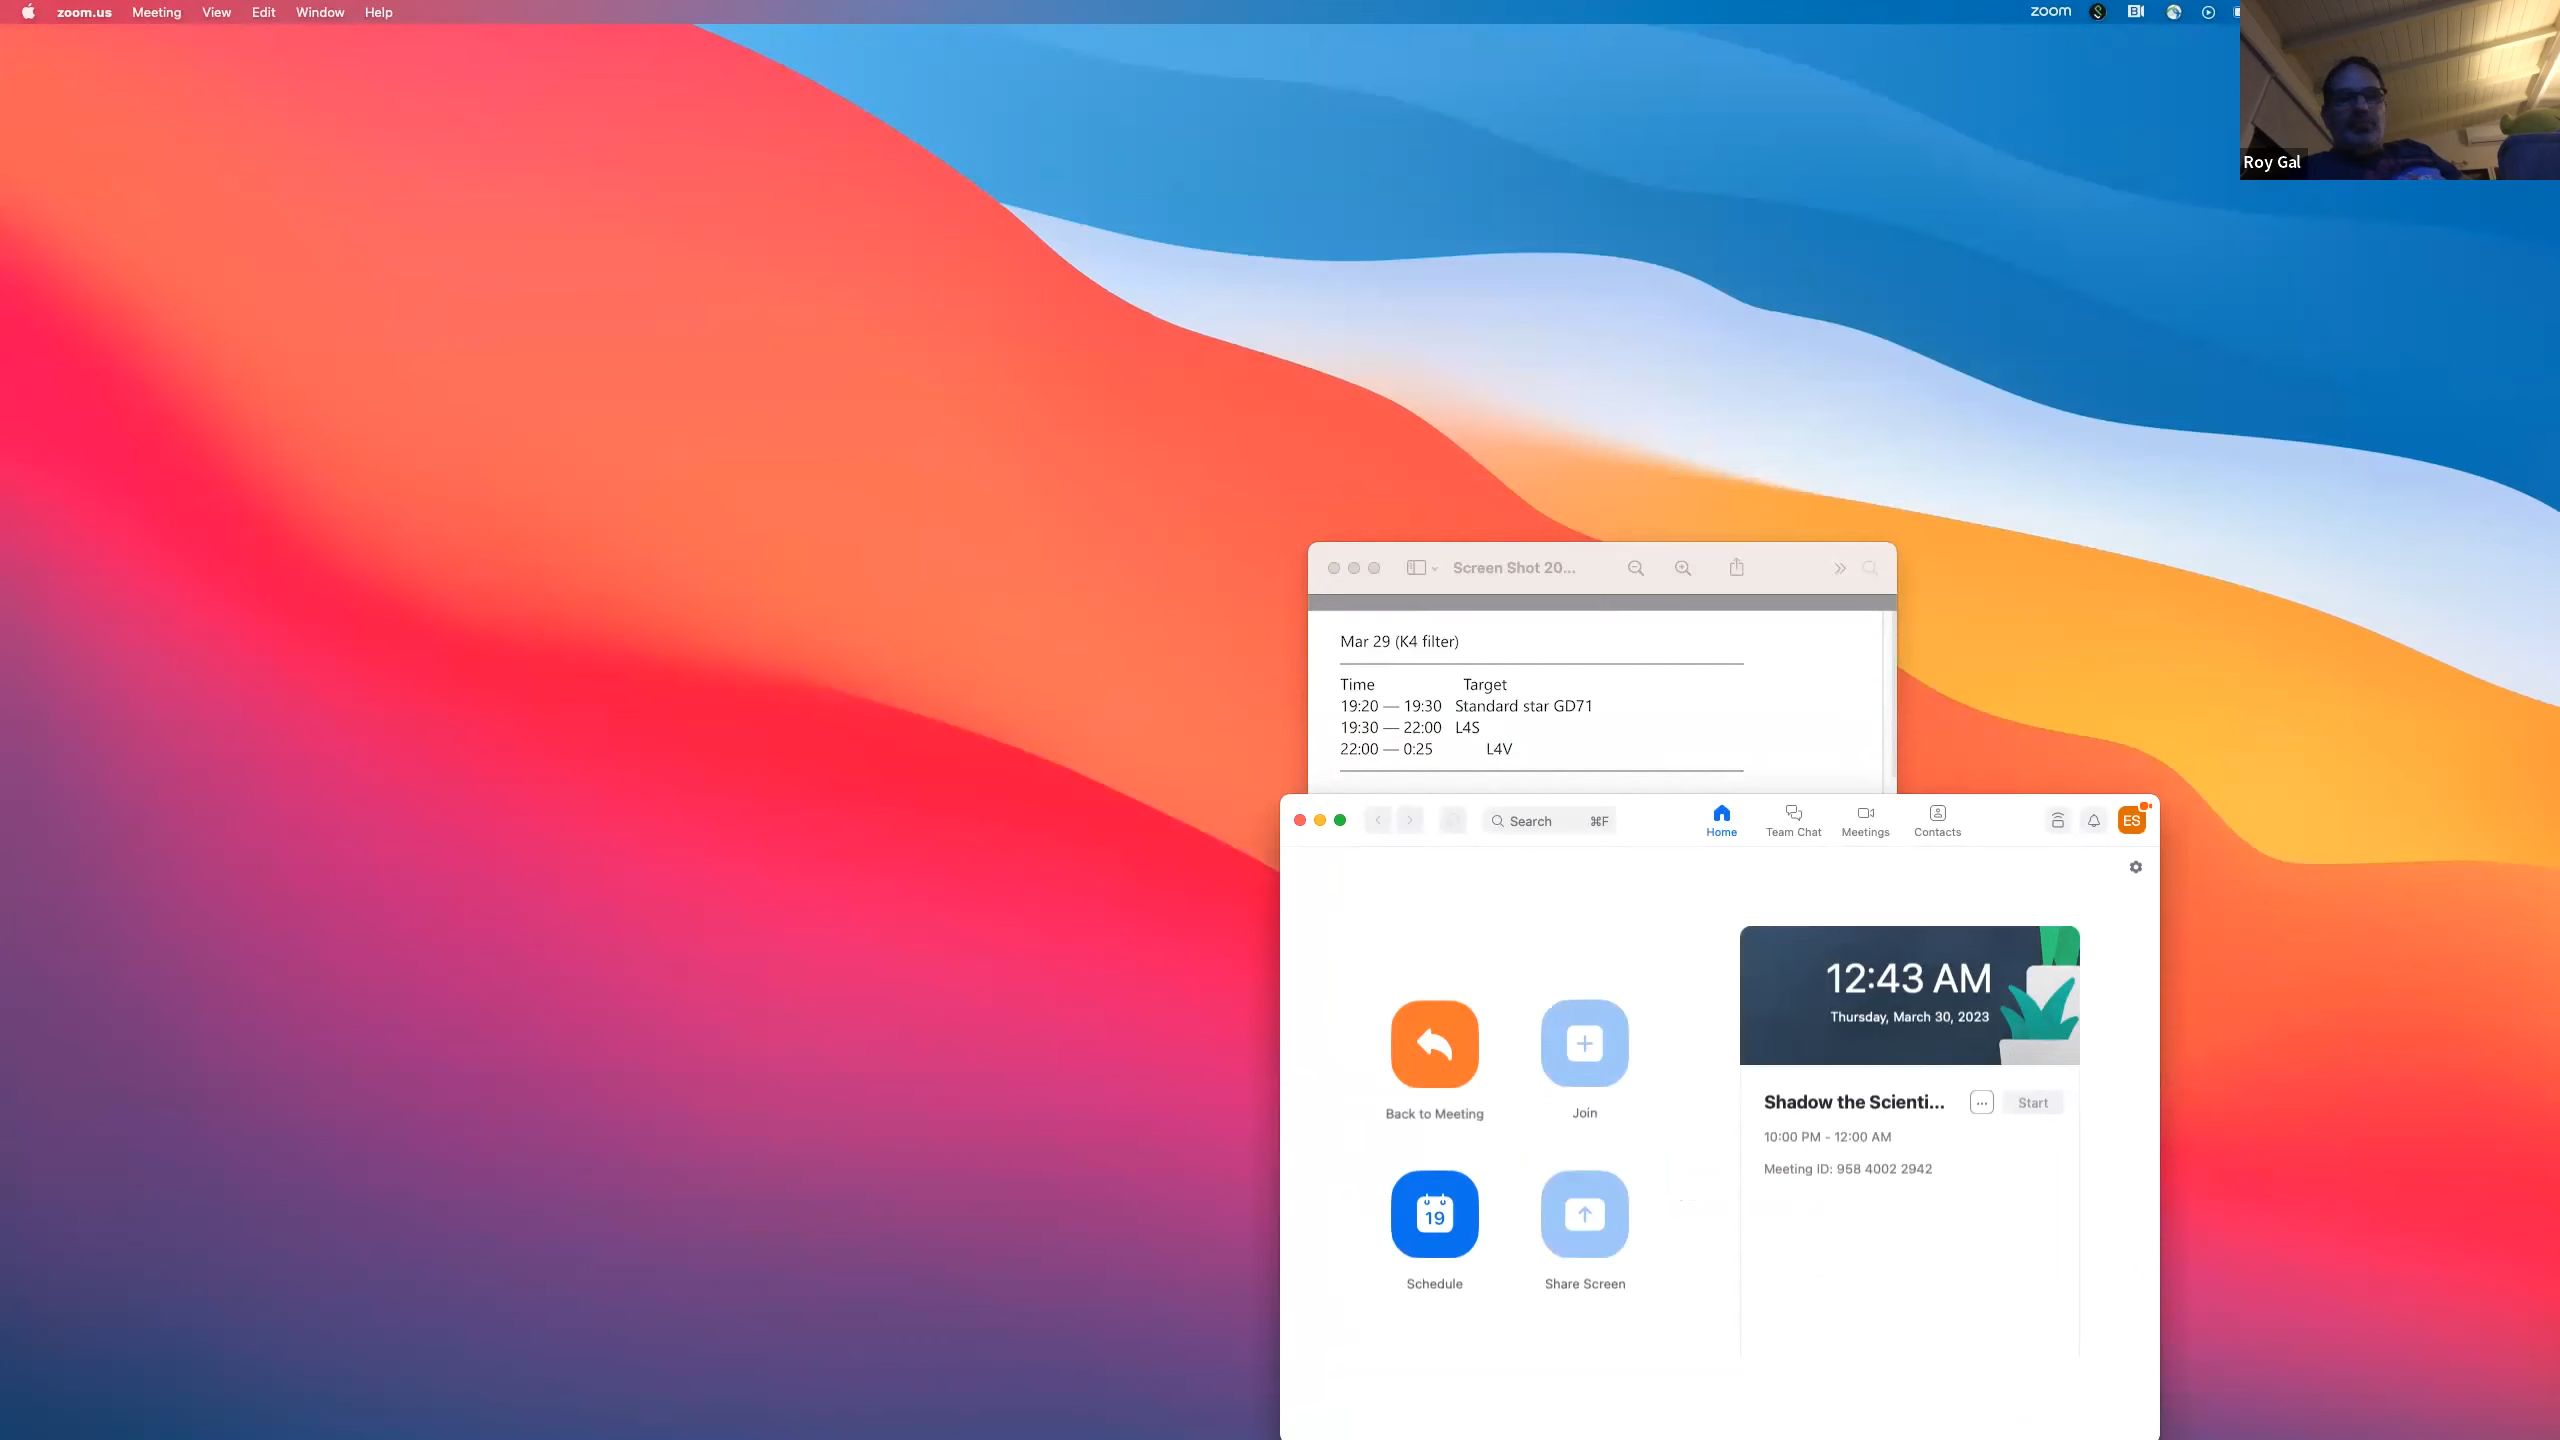 zoom.us Meeting View Edit Window Help
zoom
Roy Gal
Screen Shot 20...
Mar 29 (K4 filter)
Time Target
19:20 — 19:30 Standard star GD71
19:30 — 22:00 L4S
22:00 — 0:25 L4V
Search ⌘F
Home Team Chat Meetings Contacts
ES
12:43 AM
Thursday, March 30, 2023
Back to Meeting
Join
Shadow the Scienti... ... Start
10:00 PM - 12:00 AM
Meeting ID: 958 4002 2942
19
Schedule
Share Screen